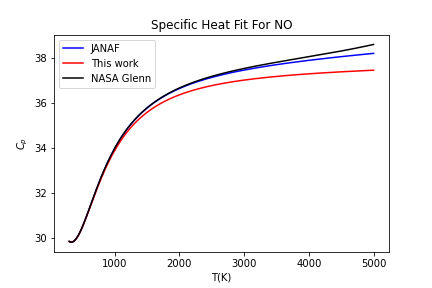 Specific Heat Fit For NO
JANAF
This work
NASA Glenn
38
36
34
32
30
Cp
1000
2000
3000
4000
5000
T(K)